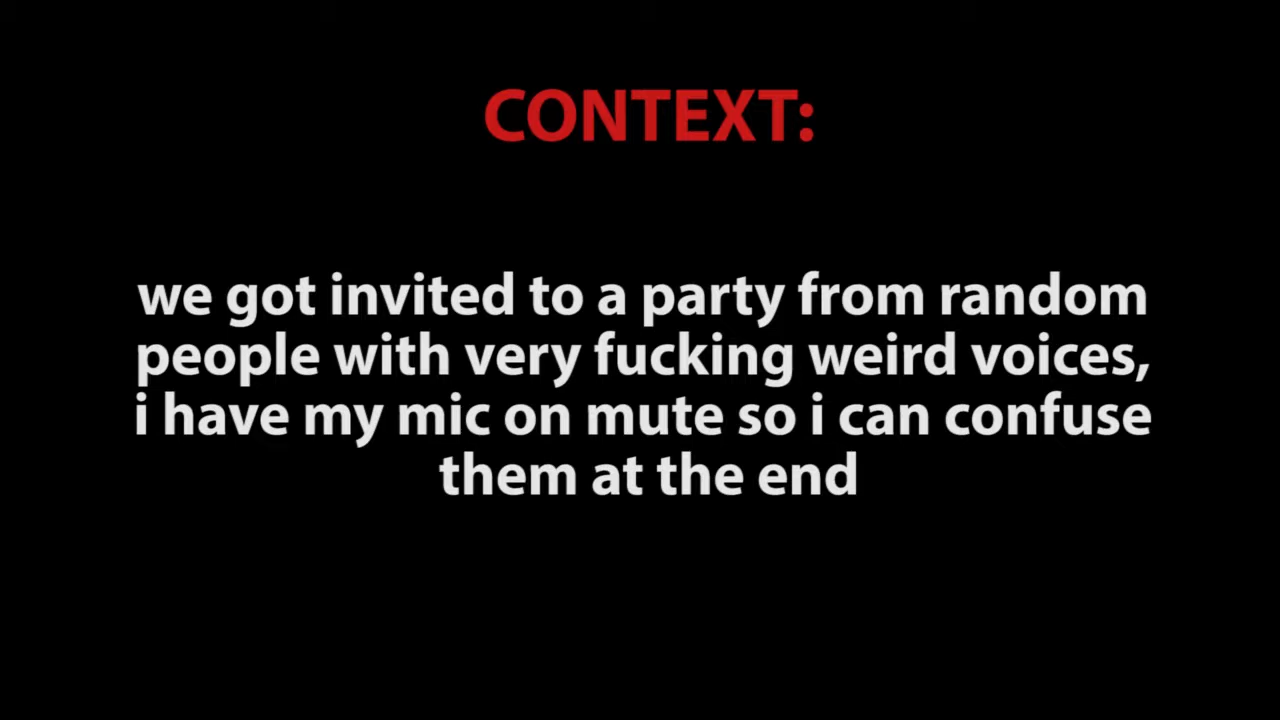 CONTEXT:
we got invited to a party from random
people with very fucking weird voices,
i have my mic on mute so i can confuse
them at the end